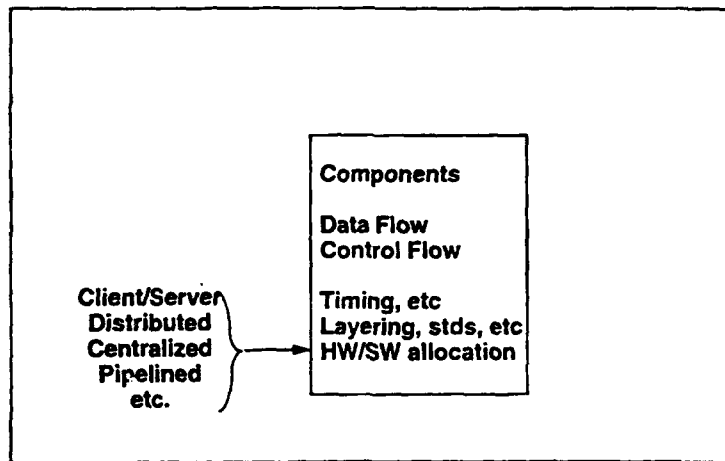 Components
Data Flow
Control Flow
Timing, etc
Layering, stds, etc
HW/SW allocation
Client/Server
Distributed
Centralized
Pipelined
etc.